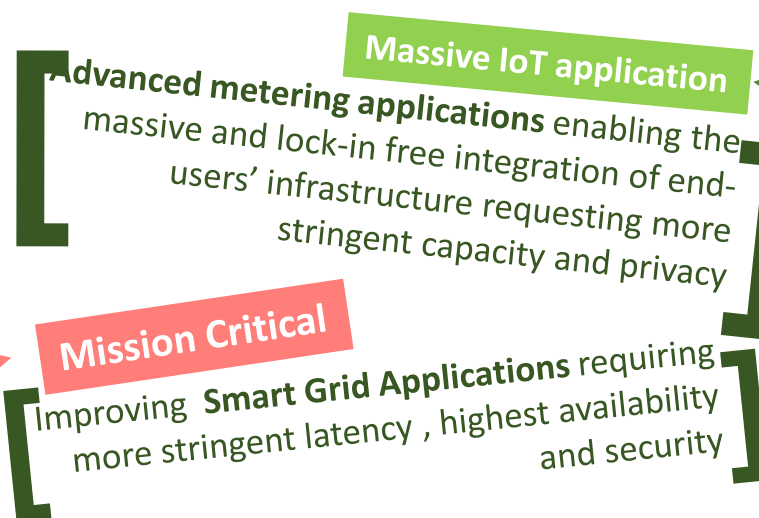 Massive IoT application
Advanced metering applications enabling the
massive and lock-in free integration of end-
users’ infrastructure requesting more
stringent capacity and privacy
Mission Critical
Improving Smart Grid Applications requiring
more stringent latency , highest availability
and security